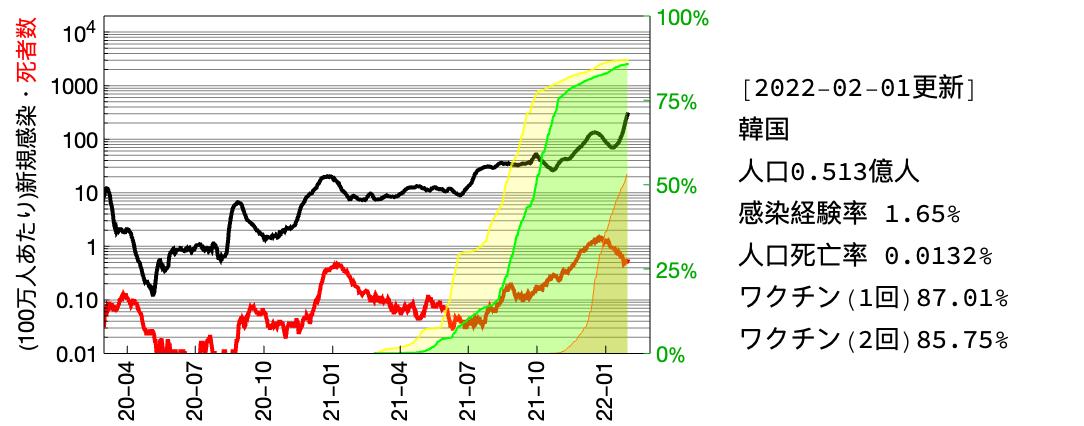 (100万人あたり)新規感染・死者数
10⁴
1000
100
10
1
0.10
0.01
100%
75%
50%
25%
0%
20-04
20-07
20-10
21-01
21-04
21-07
21-10
22-01
[2022-02-01更新]
韓国
人口0.513億人
感染経験率 1.65%
人口死亡率 0.0132%
ワクチン(1回)87.01%
ワクチン(2回)85.75%